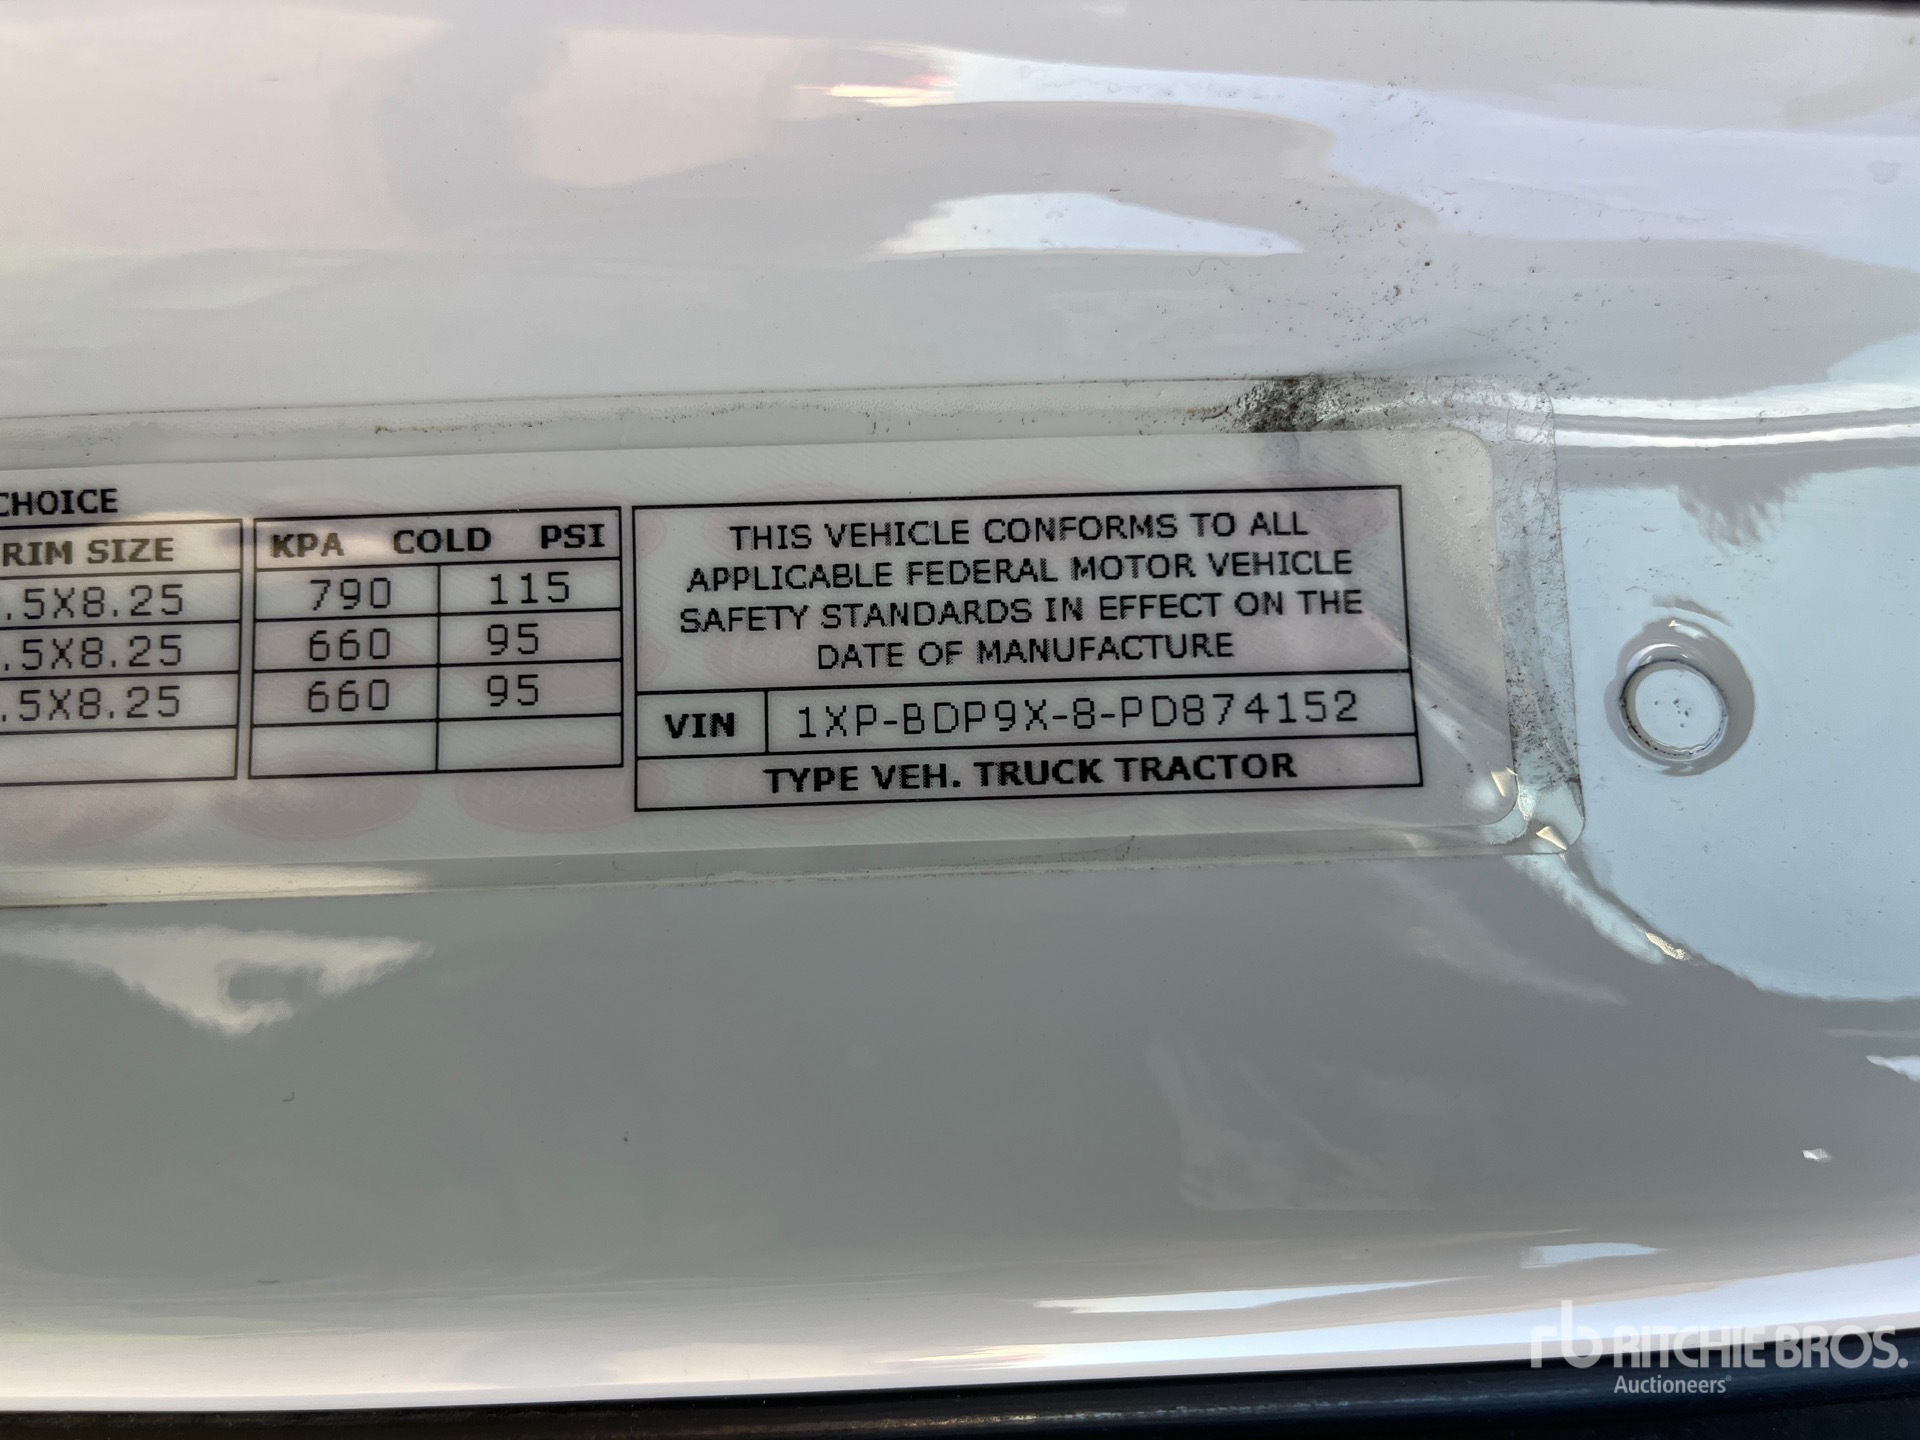 CHOICE
RIM SIZE
.5X8.25
.5X8.25
.5X8.25
KPA COLD PSI
790 115
660 95
660 95
THIS VEHICLE CONFORMS TO ALL
APPLICABLE FEDERAL MOTOR VEHICLE
SAFETY STANDARDS IN EFFECT ON THE
DATE OF MANUFACTURE
VIN 1XP-BDP9X-8-PD874152
TYPE VEH. TRUCK TRACTOR
rb RITCHIE BROS.
Auctioneers®